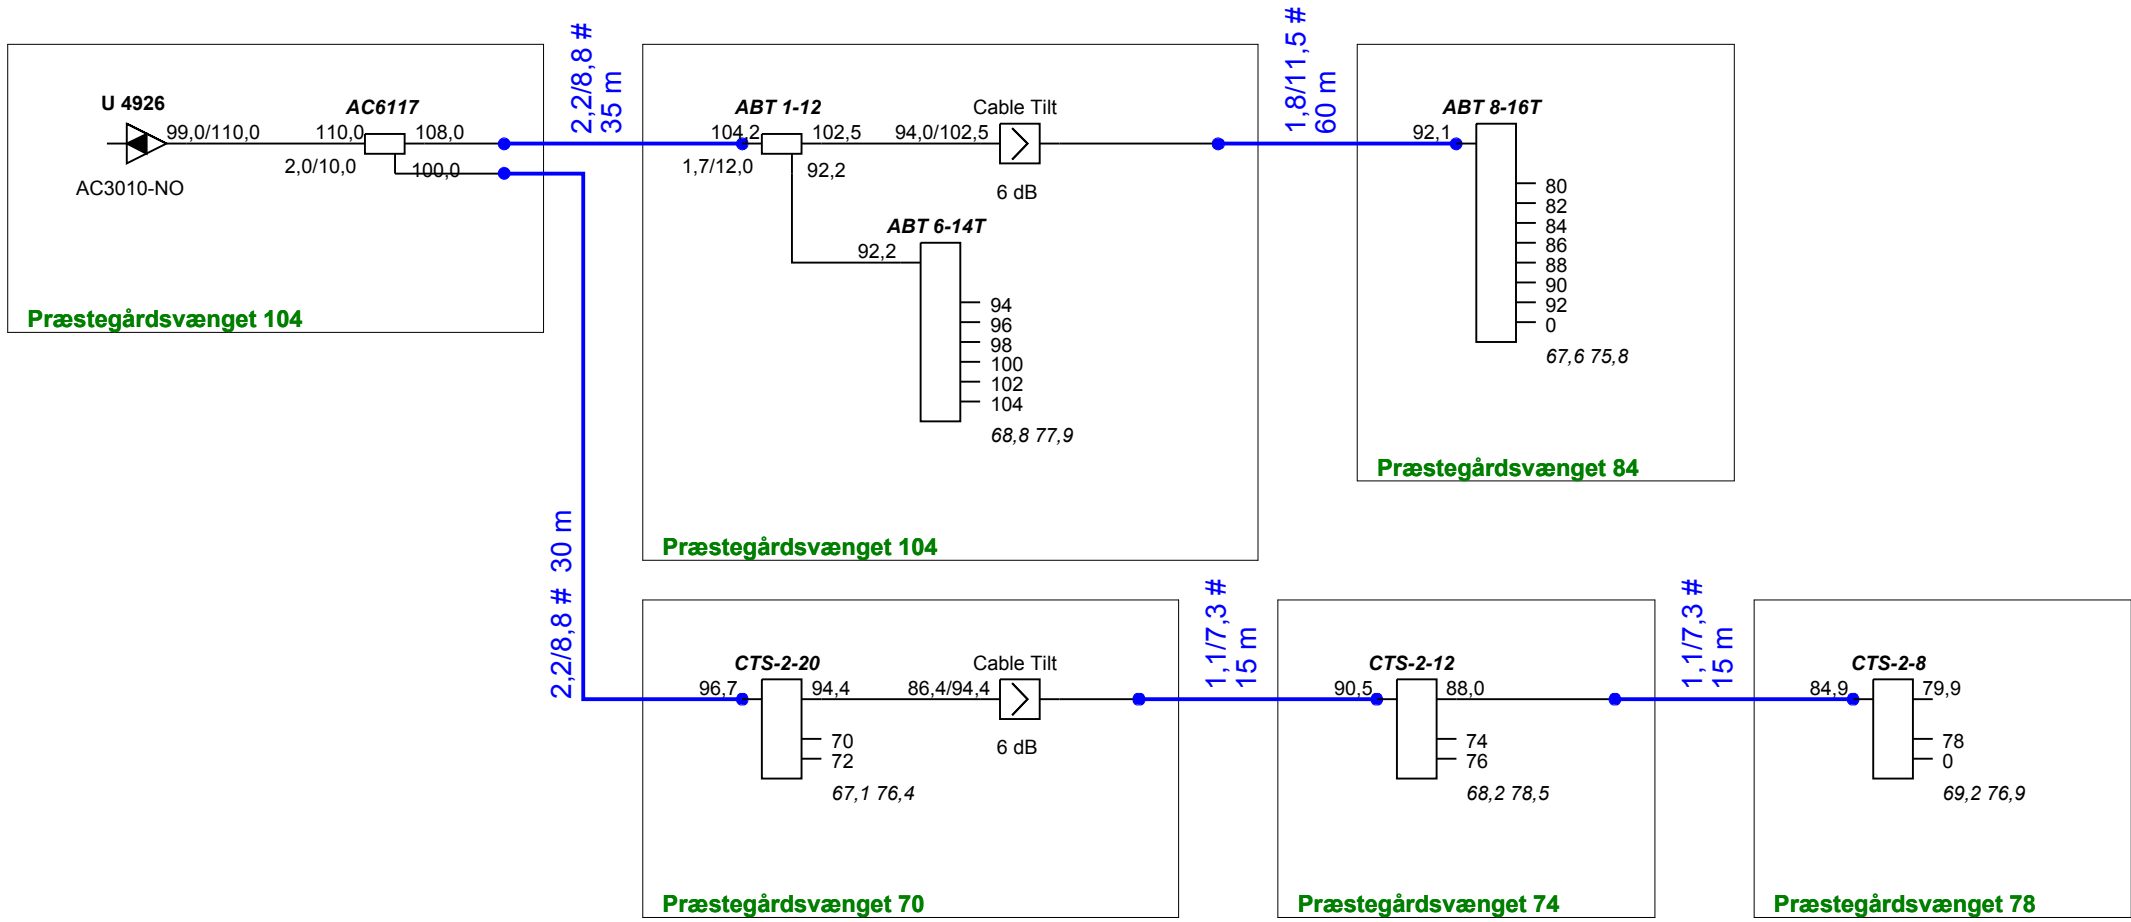 U 4926
99,0/110,0
AC3010-NO
AC6117
110,0
108,0
2,0/10,0
100,0
Præstegårdsvænget 104
2,2/8,8 #
35 m
ABT 1-12
104,2
102,5
1,7/12,0
92,2
94,0/102,5
Cable Tilt
6 dB
ABT 6-14T
92,2
94
96
98
100
102
104
68,8 77,9
Præstegårdsvænget 104
1,8/11,5 #
60 m
ABT 8-16T
92,1
80
82
84
86
88
90
92
0
67,6 75,8
Præstegårdsvænget 84
2,2/8,8 # 30 m
CTS-2-20
96,7
94,4
70
72
67,1 76,4
86,4/94,4
Cable Tilt
6 dB
Præstegårdsvænget 70
1,1/7,3 #
15 m
CTS-2-12
90,5
88,0
74
76
68,2 78,5
Præstegårdsvænget 74
1,1/7,3 #
15 m
CTS-2-8
84,9
79,9
78
0
69,2 76,9
Præstegårdsvænget 78